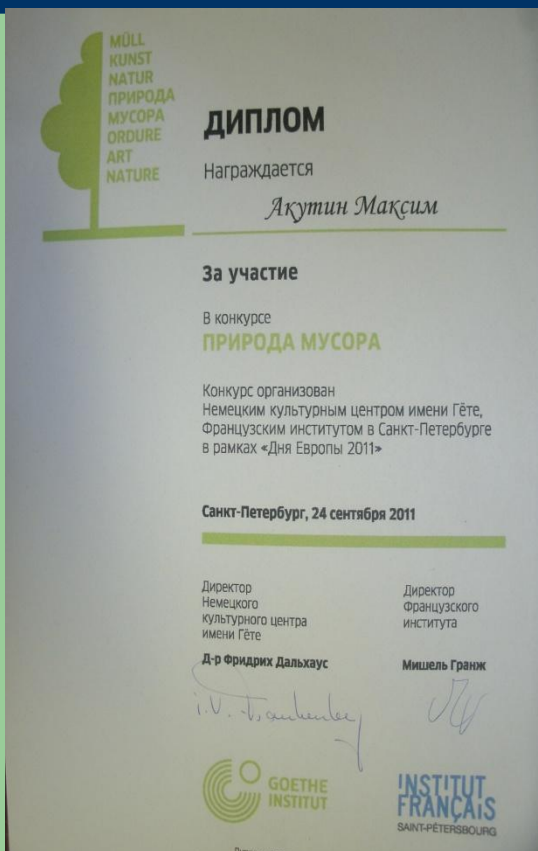 MÜLL
KUNST
NATUR
ПРИРОДА
МУСОРА
ORDURE
ART
NATURE
ДИПЛОМ
Награждается
Акутин Максим
За участие
В конкурсе
ПРИРОДА МУСОРА
Конкурс организован
Немецким культурным центром имени Гёте,
Французским институтом в Санкт-Петербурге
в рамках «Дня Европы 2011»
Санкт-Петербург, 24 сентября 2011
Директор
Немецкого
культурного центра
имени Гёте
Д-р Фридрих Дальхаус
Директор
Французского
института
Мишель Гранж
i.V.
GOETHE
INSTITUT
INSTITUT
FRANÇAIS
SAINT-PÉTERSBOURG